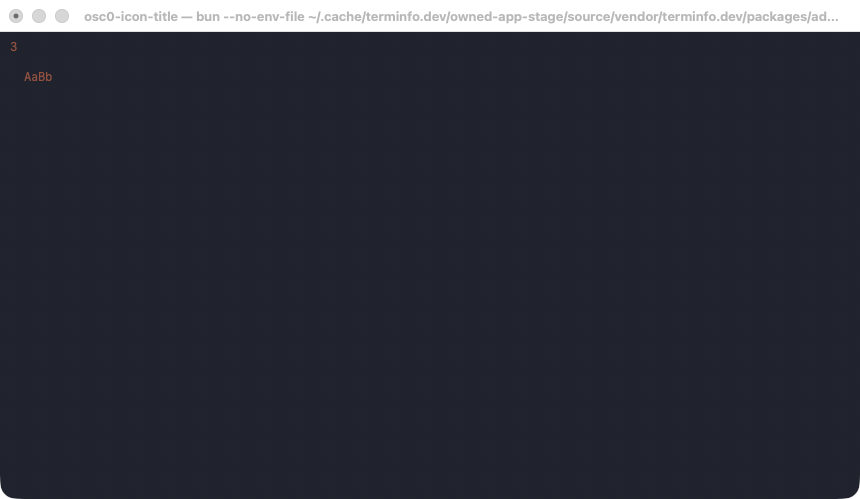 osc0-icon-title — bun --no-env-file ~/.cache/terminfo.dev/owned-app-stage/source/vendor/terminfo.dev/packages/ad...
3
AaBb